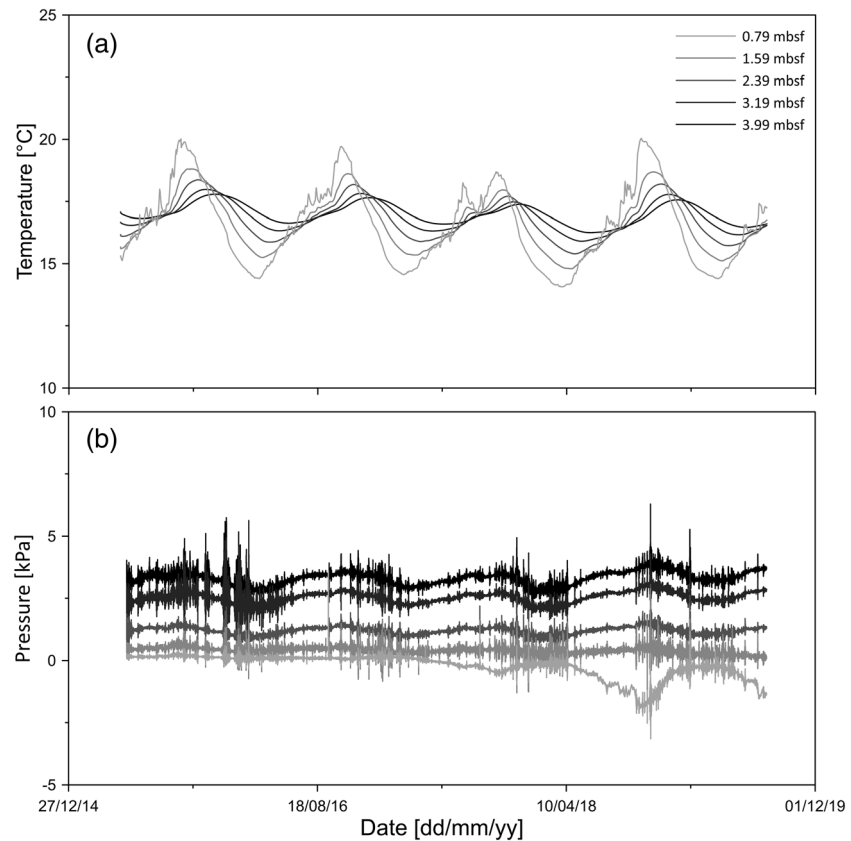 25
(a)
0.79 mbsf
1.59 mbsf
2.39 mbsf
3.19 mbsf
3.99 mbsf
20
Temperature [°C]
15
10
10
(b)
5
Pressure [kPa]
0
-5
27/12/14 18/08/16 10/04/18 01/12/19
Date [dd/mm/yy]